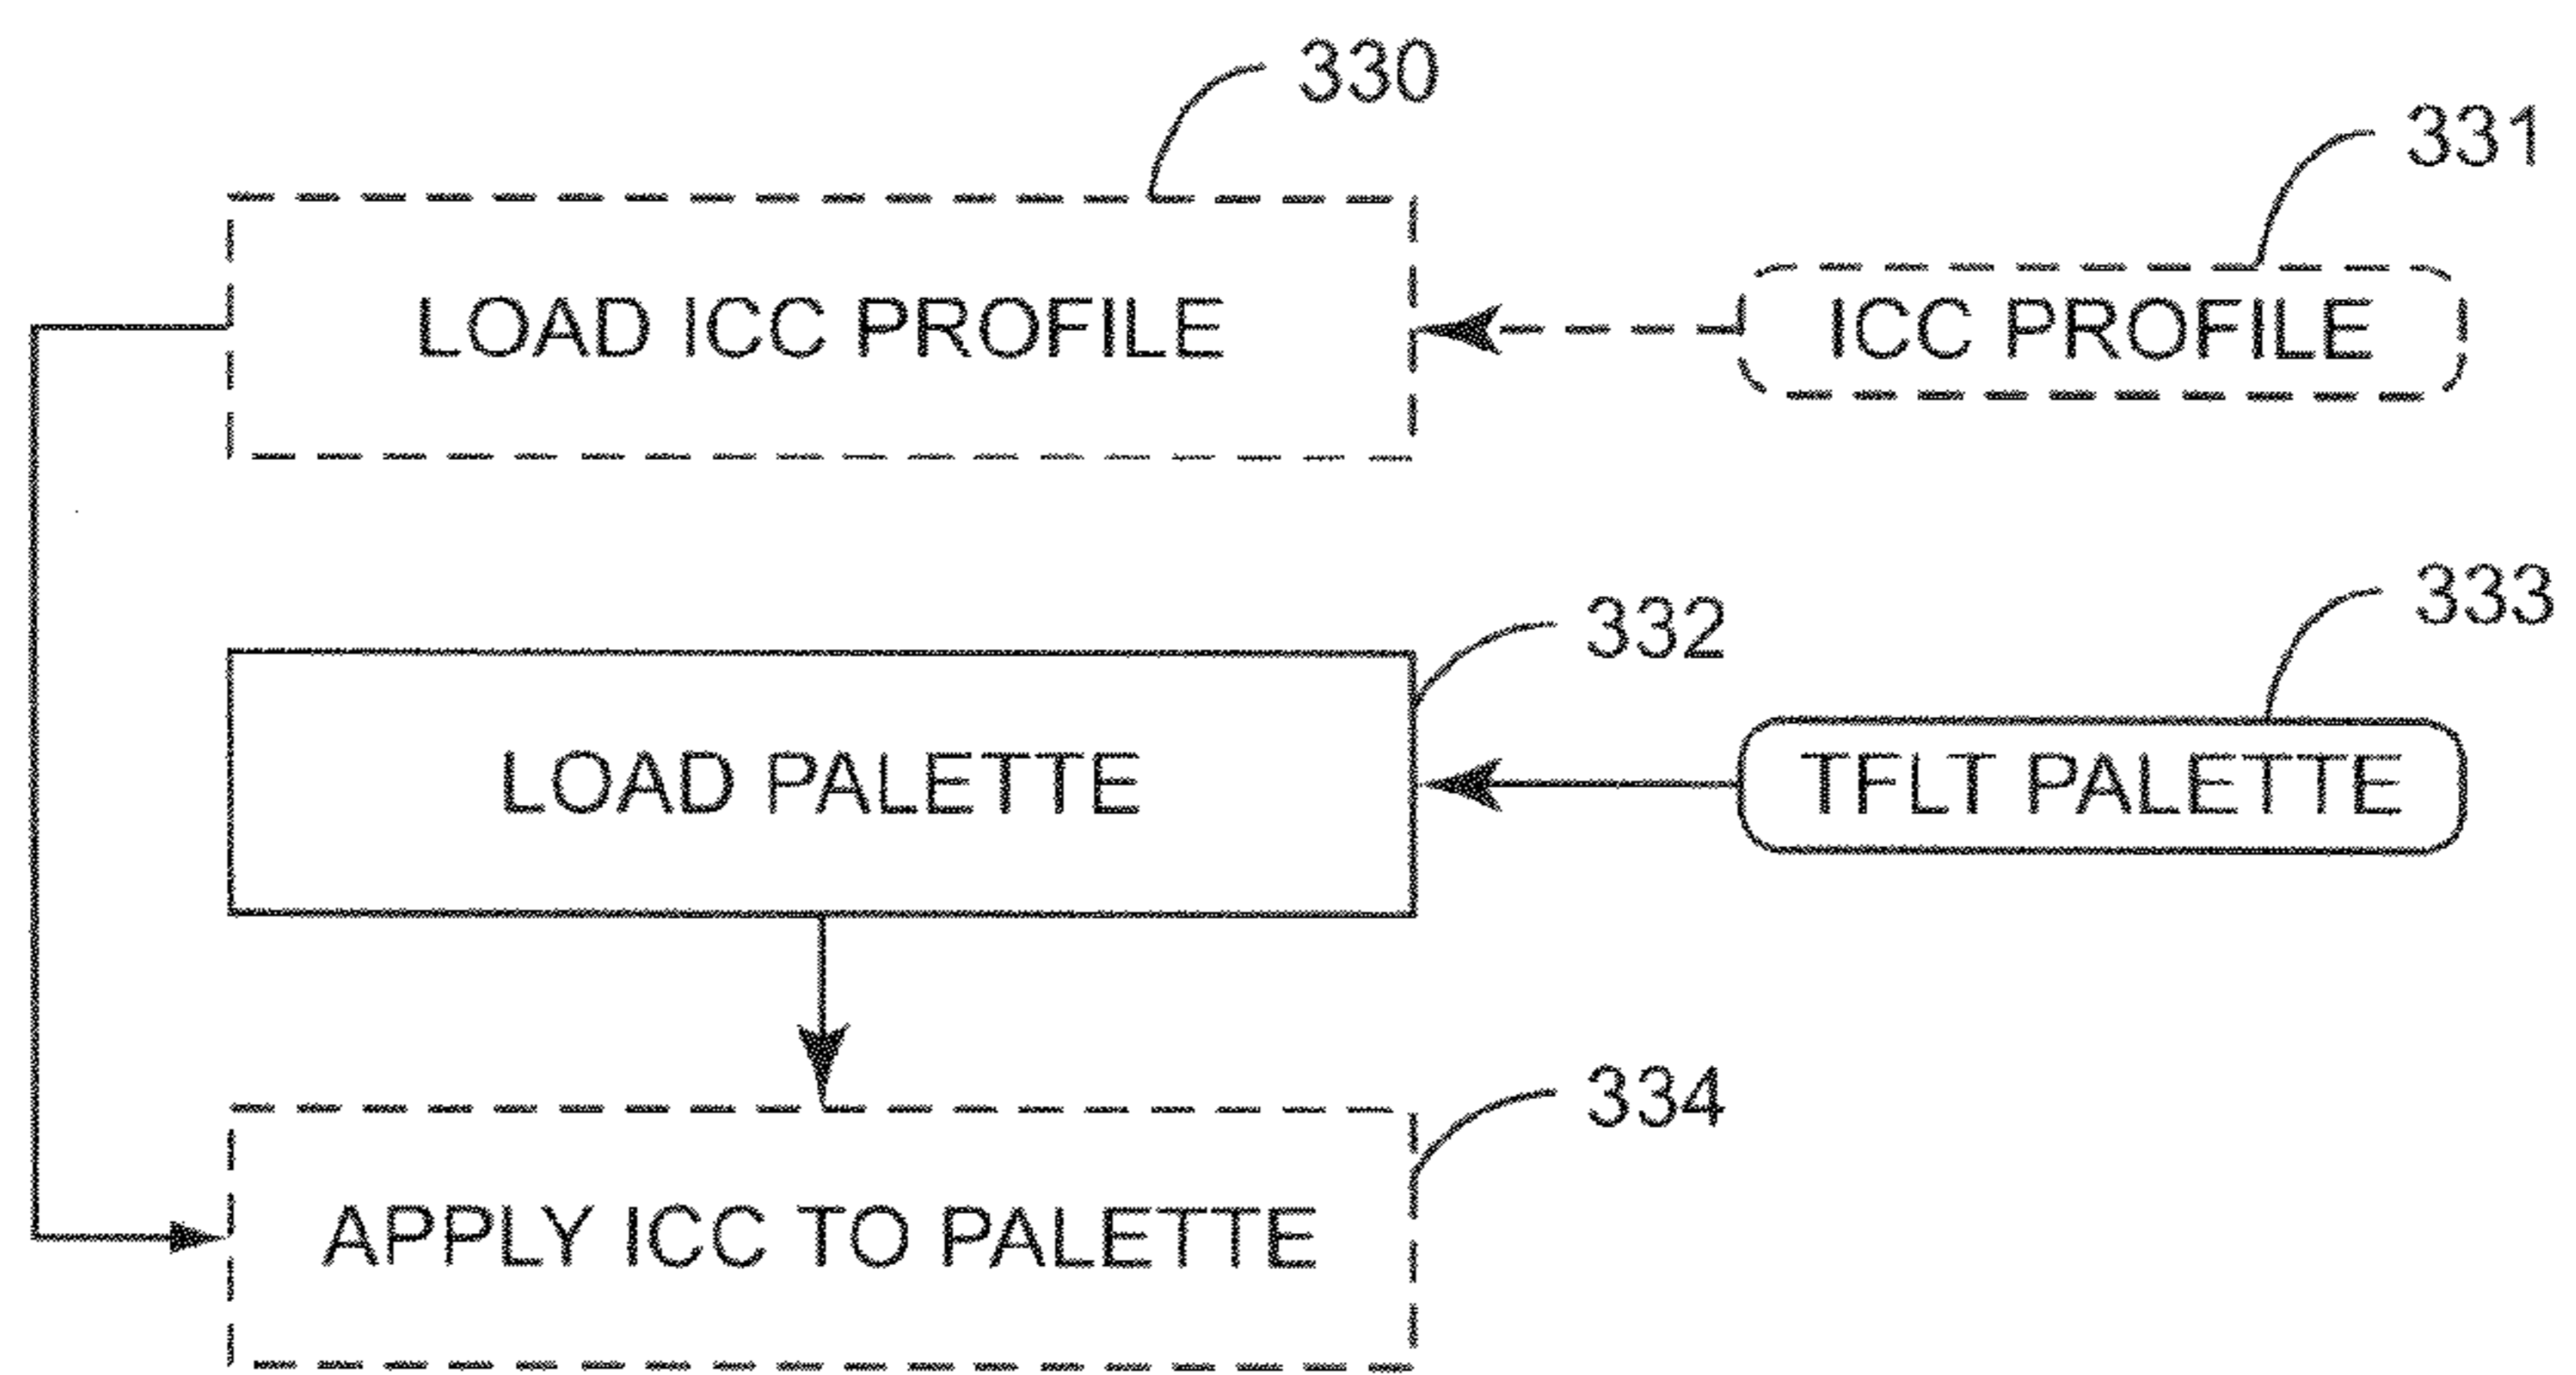 330
331
LOAD ICC PROFILE
ICC PROFILE
332
333
LOAD PALETTE
TFLT PALETTE
334
APPLY ICC TO PALETTE